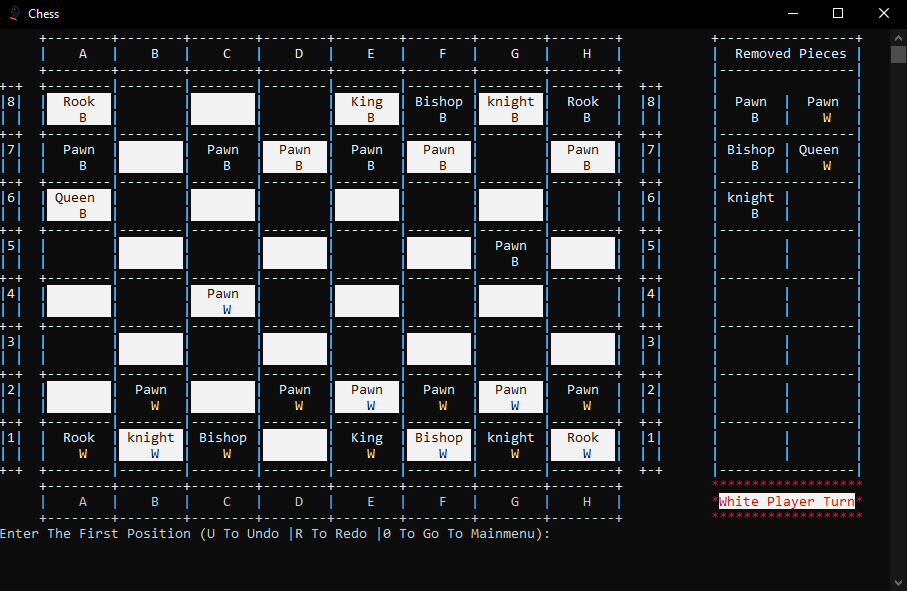 Chess
A B C D E F G H Removed Pieces
8 Rook King Bishop knight Rook 8 Pawn Pawn
B B B B B B W
7 Pawn Pawn Pawn Pawn Pawn Pawn 7 Bishop Queen
B B B B B B B W
6 Queen 6 knight
B B
5 Pawn 5
B
4 Pawn 4
W
3 3
2 Pawn Pawn Pawn Pawn Pawn Pawn 2
W W W W W W
1 Rook knight Bishop King Bishop knight Rook 1
W W W W W W W
A B C D E F G H *White Player Turn*
Enter The First Position (U To Undo |R To Redo |0 To Go To Mainmenu):